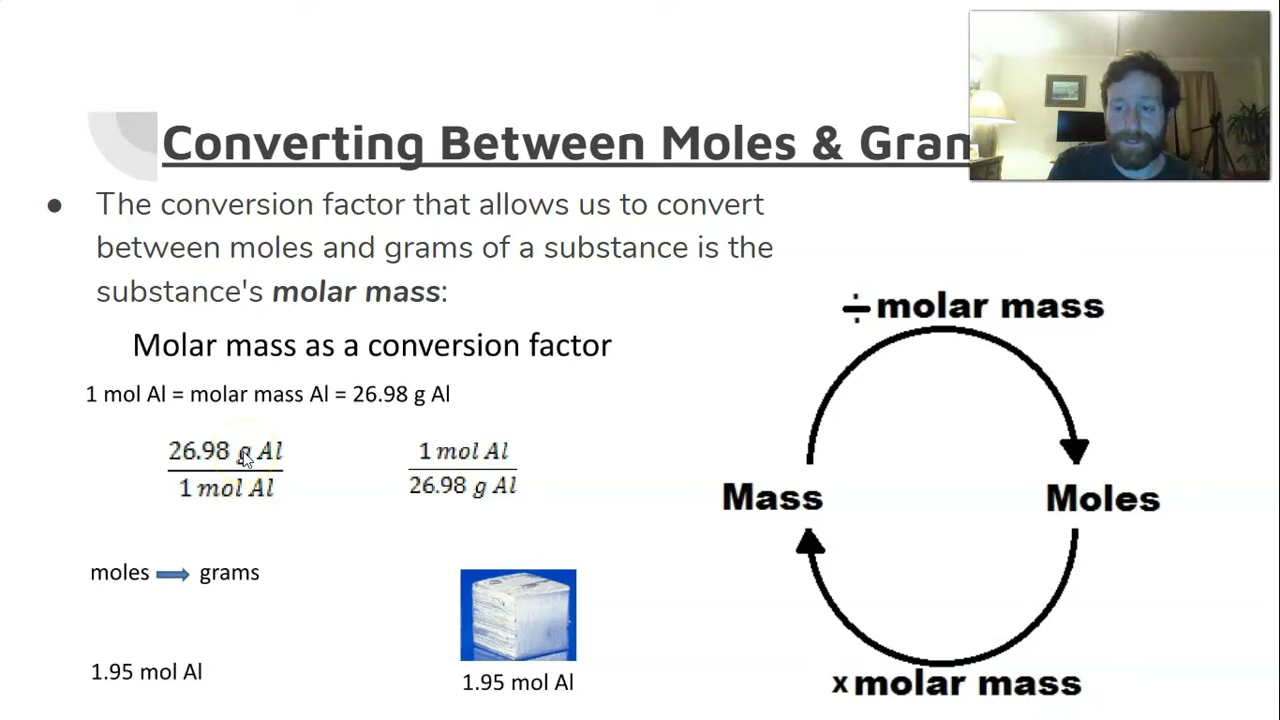 Converting Between Moles & Gran
● The conversion factor that allows us to convert
between moles and grams of a substance is the
substance's molar mass:
Molar mass as a conversion factor
1 mol Al = molar mass Al = 26.98 g Al
26.98 g Al
1 mol Al
1 mol Al
26.98 g Al
moles → grams
1.95 mol Al
1.95 mol Al
÷ molar mass
Mass
Moles
x molar mass